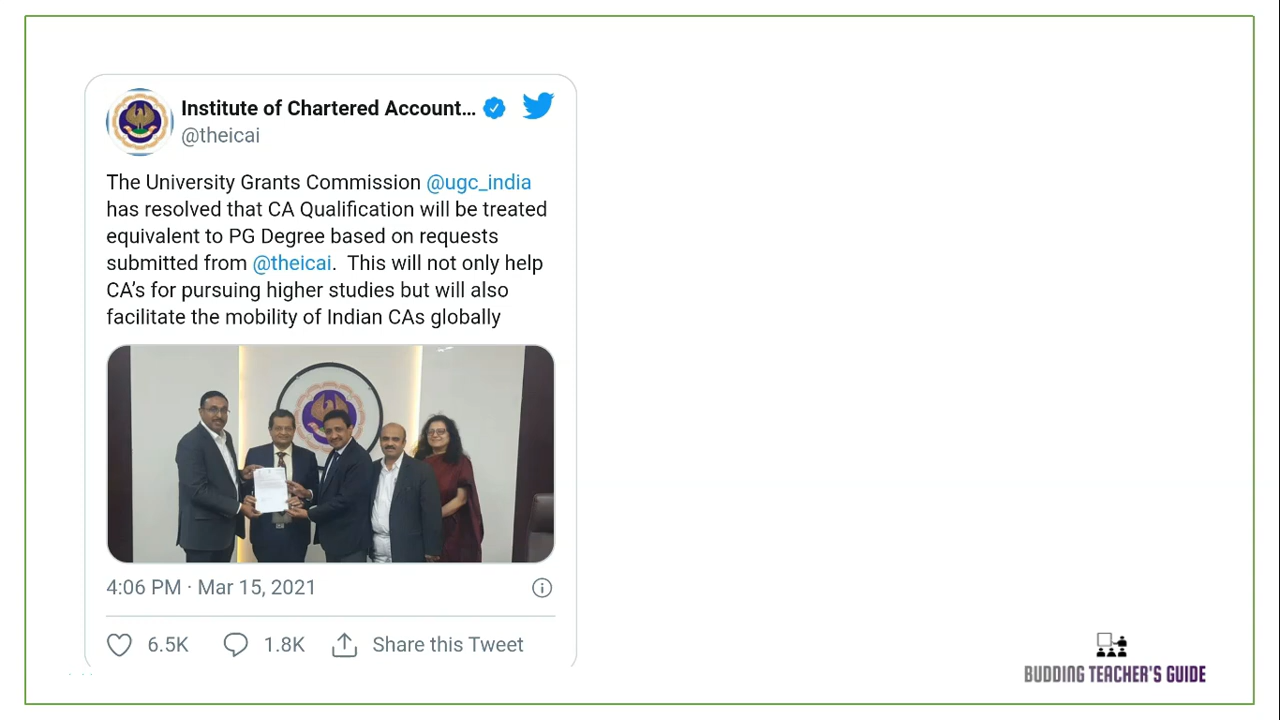 Institute of Chartered Account...
@theicai
The University Grants Commission @ugc_india
has resolved that CA Qualification will be treated
equivalent to PG Degree based on requests
submitted from @theicai.  This will not only help
CA’s for pursuing higher studies but will also
facilitate the mobility of Indian CAs globally
4:06 PM · Mar 15, 2021
6.5K 1.8K Share this Tweet
BUDDING TEACHER'S GUIDE